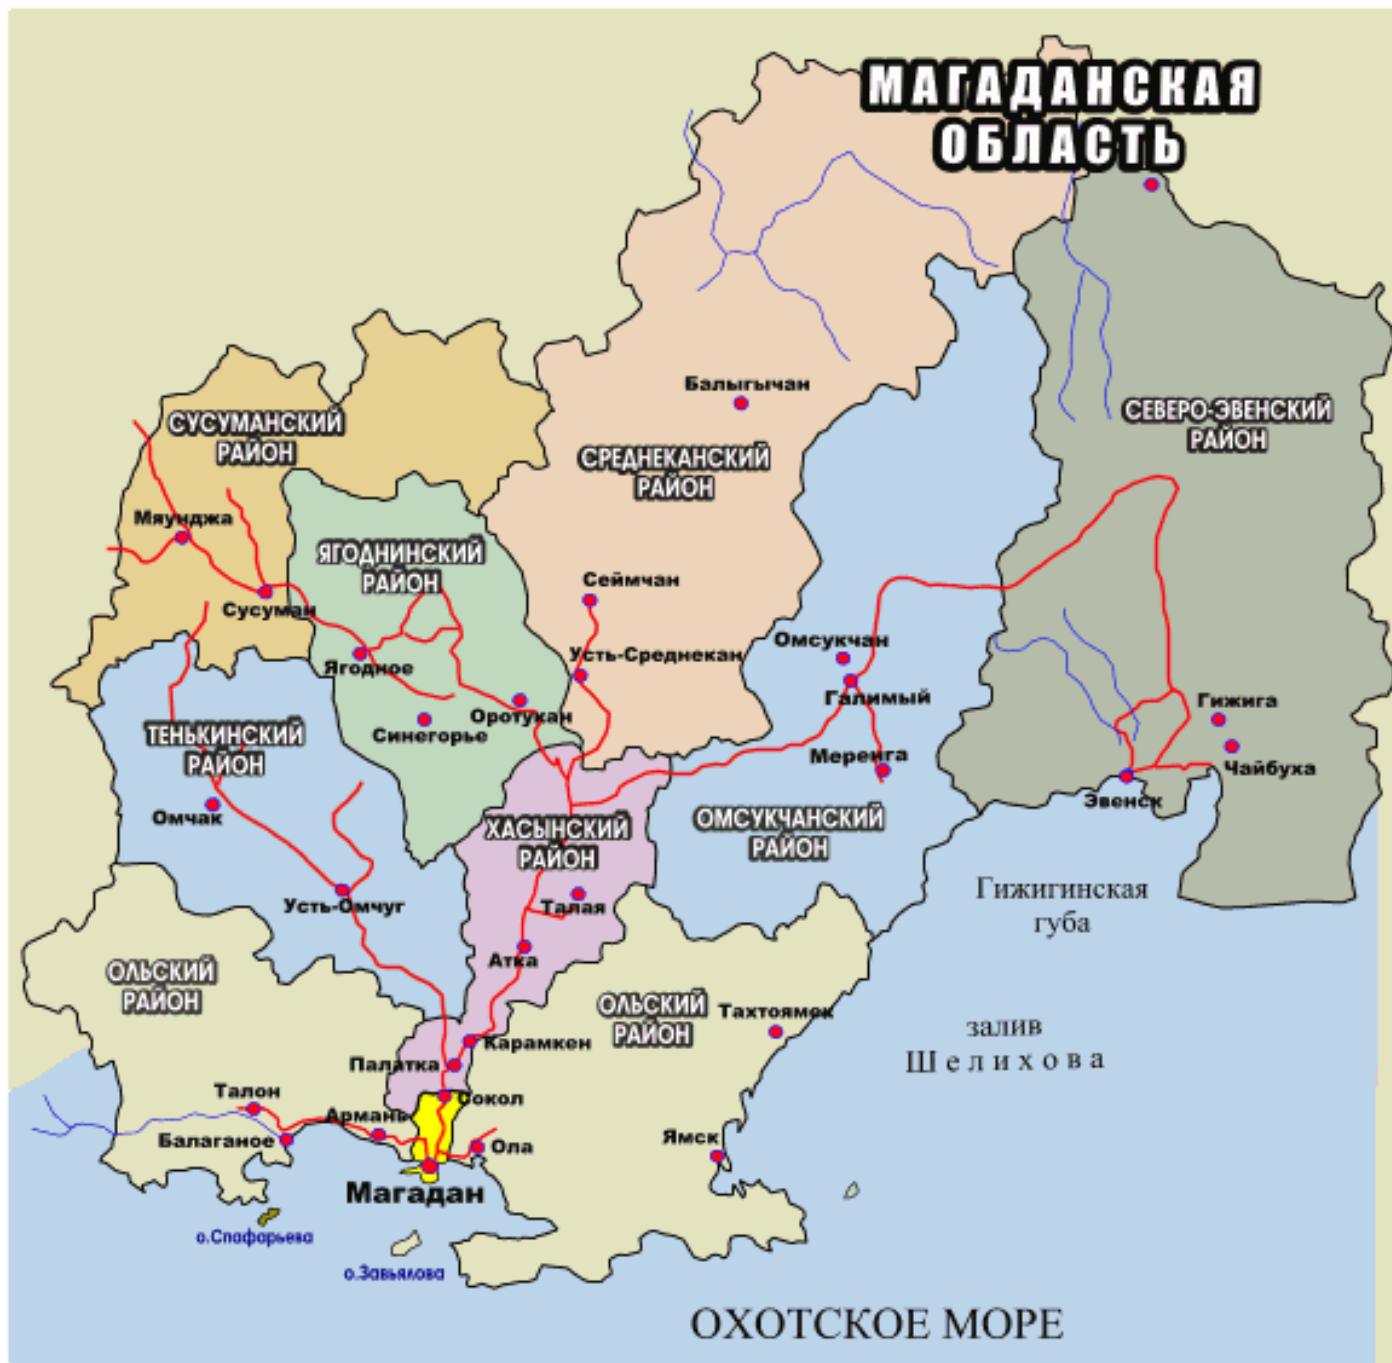 МАГАДАНСКАЯ
ОБЛАСТЬ
Балыгычан
СУСУМАНСКИЙ
РАЙОН
СЕВЕРО-ЭВЕНСКИЙ
РАЙОН
СРЕДНЕКАНСКИЙ
РАЙОН
Мяунджа
ЯГОДНИНСКИЙ
РАЙОН
Сеймчан
Сусуман
Омсукчан
Усть-Среднекан
Ягодное
Галимый
Гижига
Оротукан
Синегорье
ТЕНЬКИНСКИЙ
РАЙОН
Меренга
Чайбуха
Эвенск
Омчак
ХАСЫНСКИЙ
РАЙОН
ОМСУКЧАНСКИЙ
РАЙОН
Гижигинская
губа
Усть-Омчуг
Талая
Атка
ОЛЬСКИЙ
РАЙОН
ОЛЬСКИЙ
РАЙОН
Тахтоямск
залив
Шелихова
Карамкен
Палатка
Талон
Сокол
Армань
Балаганое
Ола
Ямск
Магадан
о.Спафарьева
о.Завьялова
ОХОТСКОЕ МОРЕ